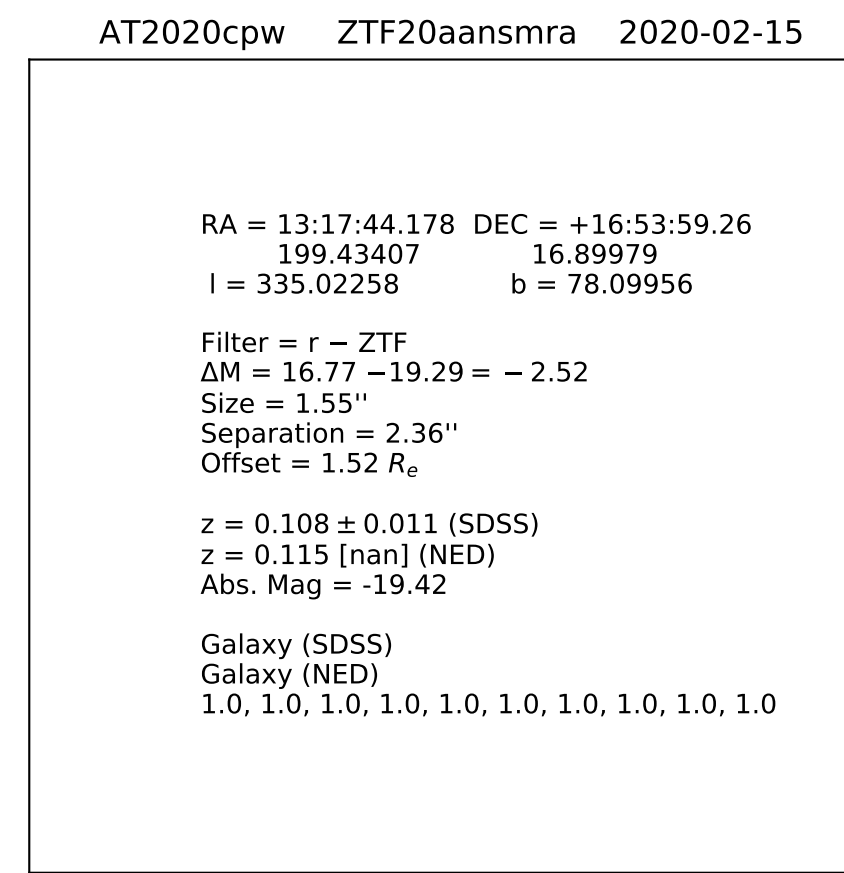 AT2020cpw ZTF20aansmra 2020-02-15
RA = 13:17:44.178 DEC = +16:53:59.26
199.43407 16.89979
l = 335.02258 b = 78.09956
Filter = r − ZTF
ΔM = 16.77 −19.29 = − 2.52
Size = 1.55''
Separation = 2.36''
Offset = 1.52 Rₑ
z = 0.108 ± 0.011 (SDSS)
z = 0.115 [nan] (NED)
Abs. Mag = -19.42
Galaxy (SDSS)
Galaxy (NED)
1.0, 1.0, 1.0, 1.0, 1.0, 1.0, 1.0, 1.0, 1.0, 1.0